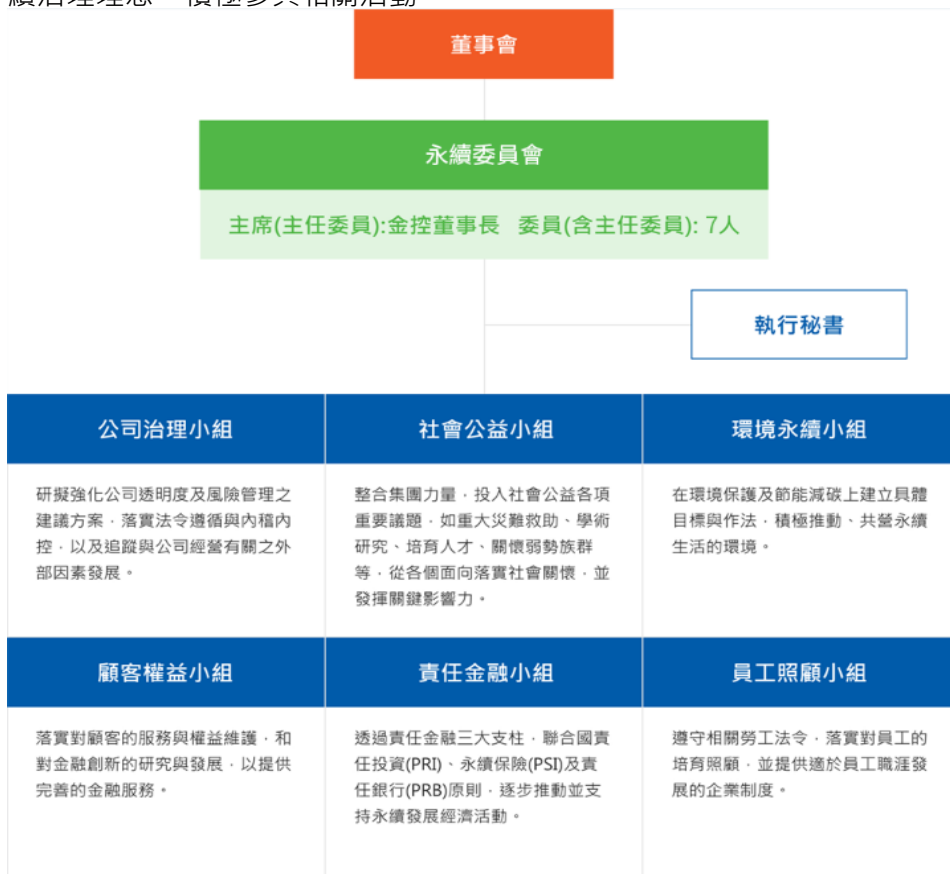 續治理理念，積極參與相關活動
董事會
永續委員會
主席(主任委員):金控董事長 委員(含主任委員): 7人
執行秘書
公司治理小組
研擬強化公司透明度及風險管理之
建議方案，落實法令遵循與內稽內
控，以及追蹤與公司經營有關之外
部因素發展。
社會公益小組
整合集團力量，投入社會公益各項
重要議題，如重大災難救助、學術
研究、培育人才、關懷弱勢族群
等，從各個面向落實社會關懷，並
發揮關鍵影響力。
環境永續小組
在環境保護及節能減碳上建立具體
目標與作法，積極推動、共營永續
生活的環境。
顧客權益小組
落實對顧客的服務與權益維護，和
對金融創新的研究與發展，以提供
完善的金融服務。
責任金融小組
透過責任金融三大支柱，聯合國責
任投資(PRI)、永續保險(PSI)及責
任銀行(PRB)原則，逐步推動並支
持永續發展經濟活動。
員工照顧小組
遵守相關勞工法令，落實對員工的
培育照顧，並提供適於員工職涯發
展的企業制度。